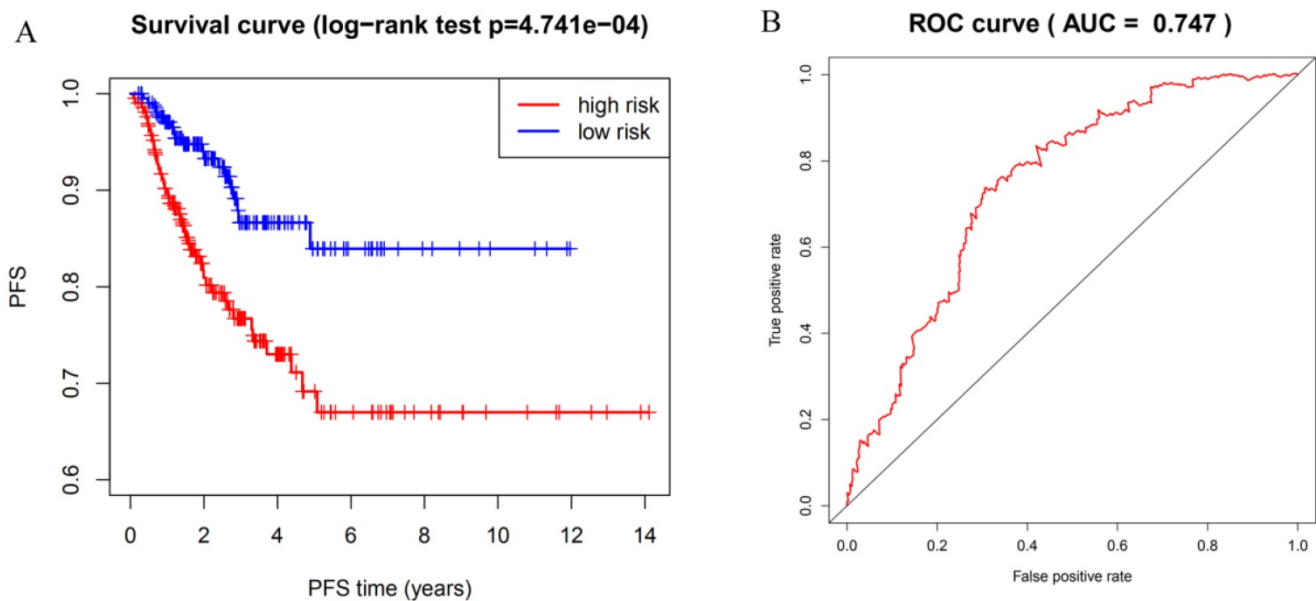 A
Survival curve (log−rank test p=4.741e−04)
high risk
low risk
PFS
1.0
0.9
0.8
0.7
0.6
0 2 4 6 8 10 12 14
PFS time (years)
B
ROC curve ( AUC = 0.747 )
True positive rate
1.0
0.8
0.6
0.4
0.2
0.0
0.0 0.2 0.4 0.6 0.8 1.0
False positive rate